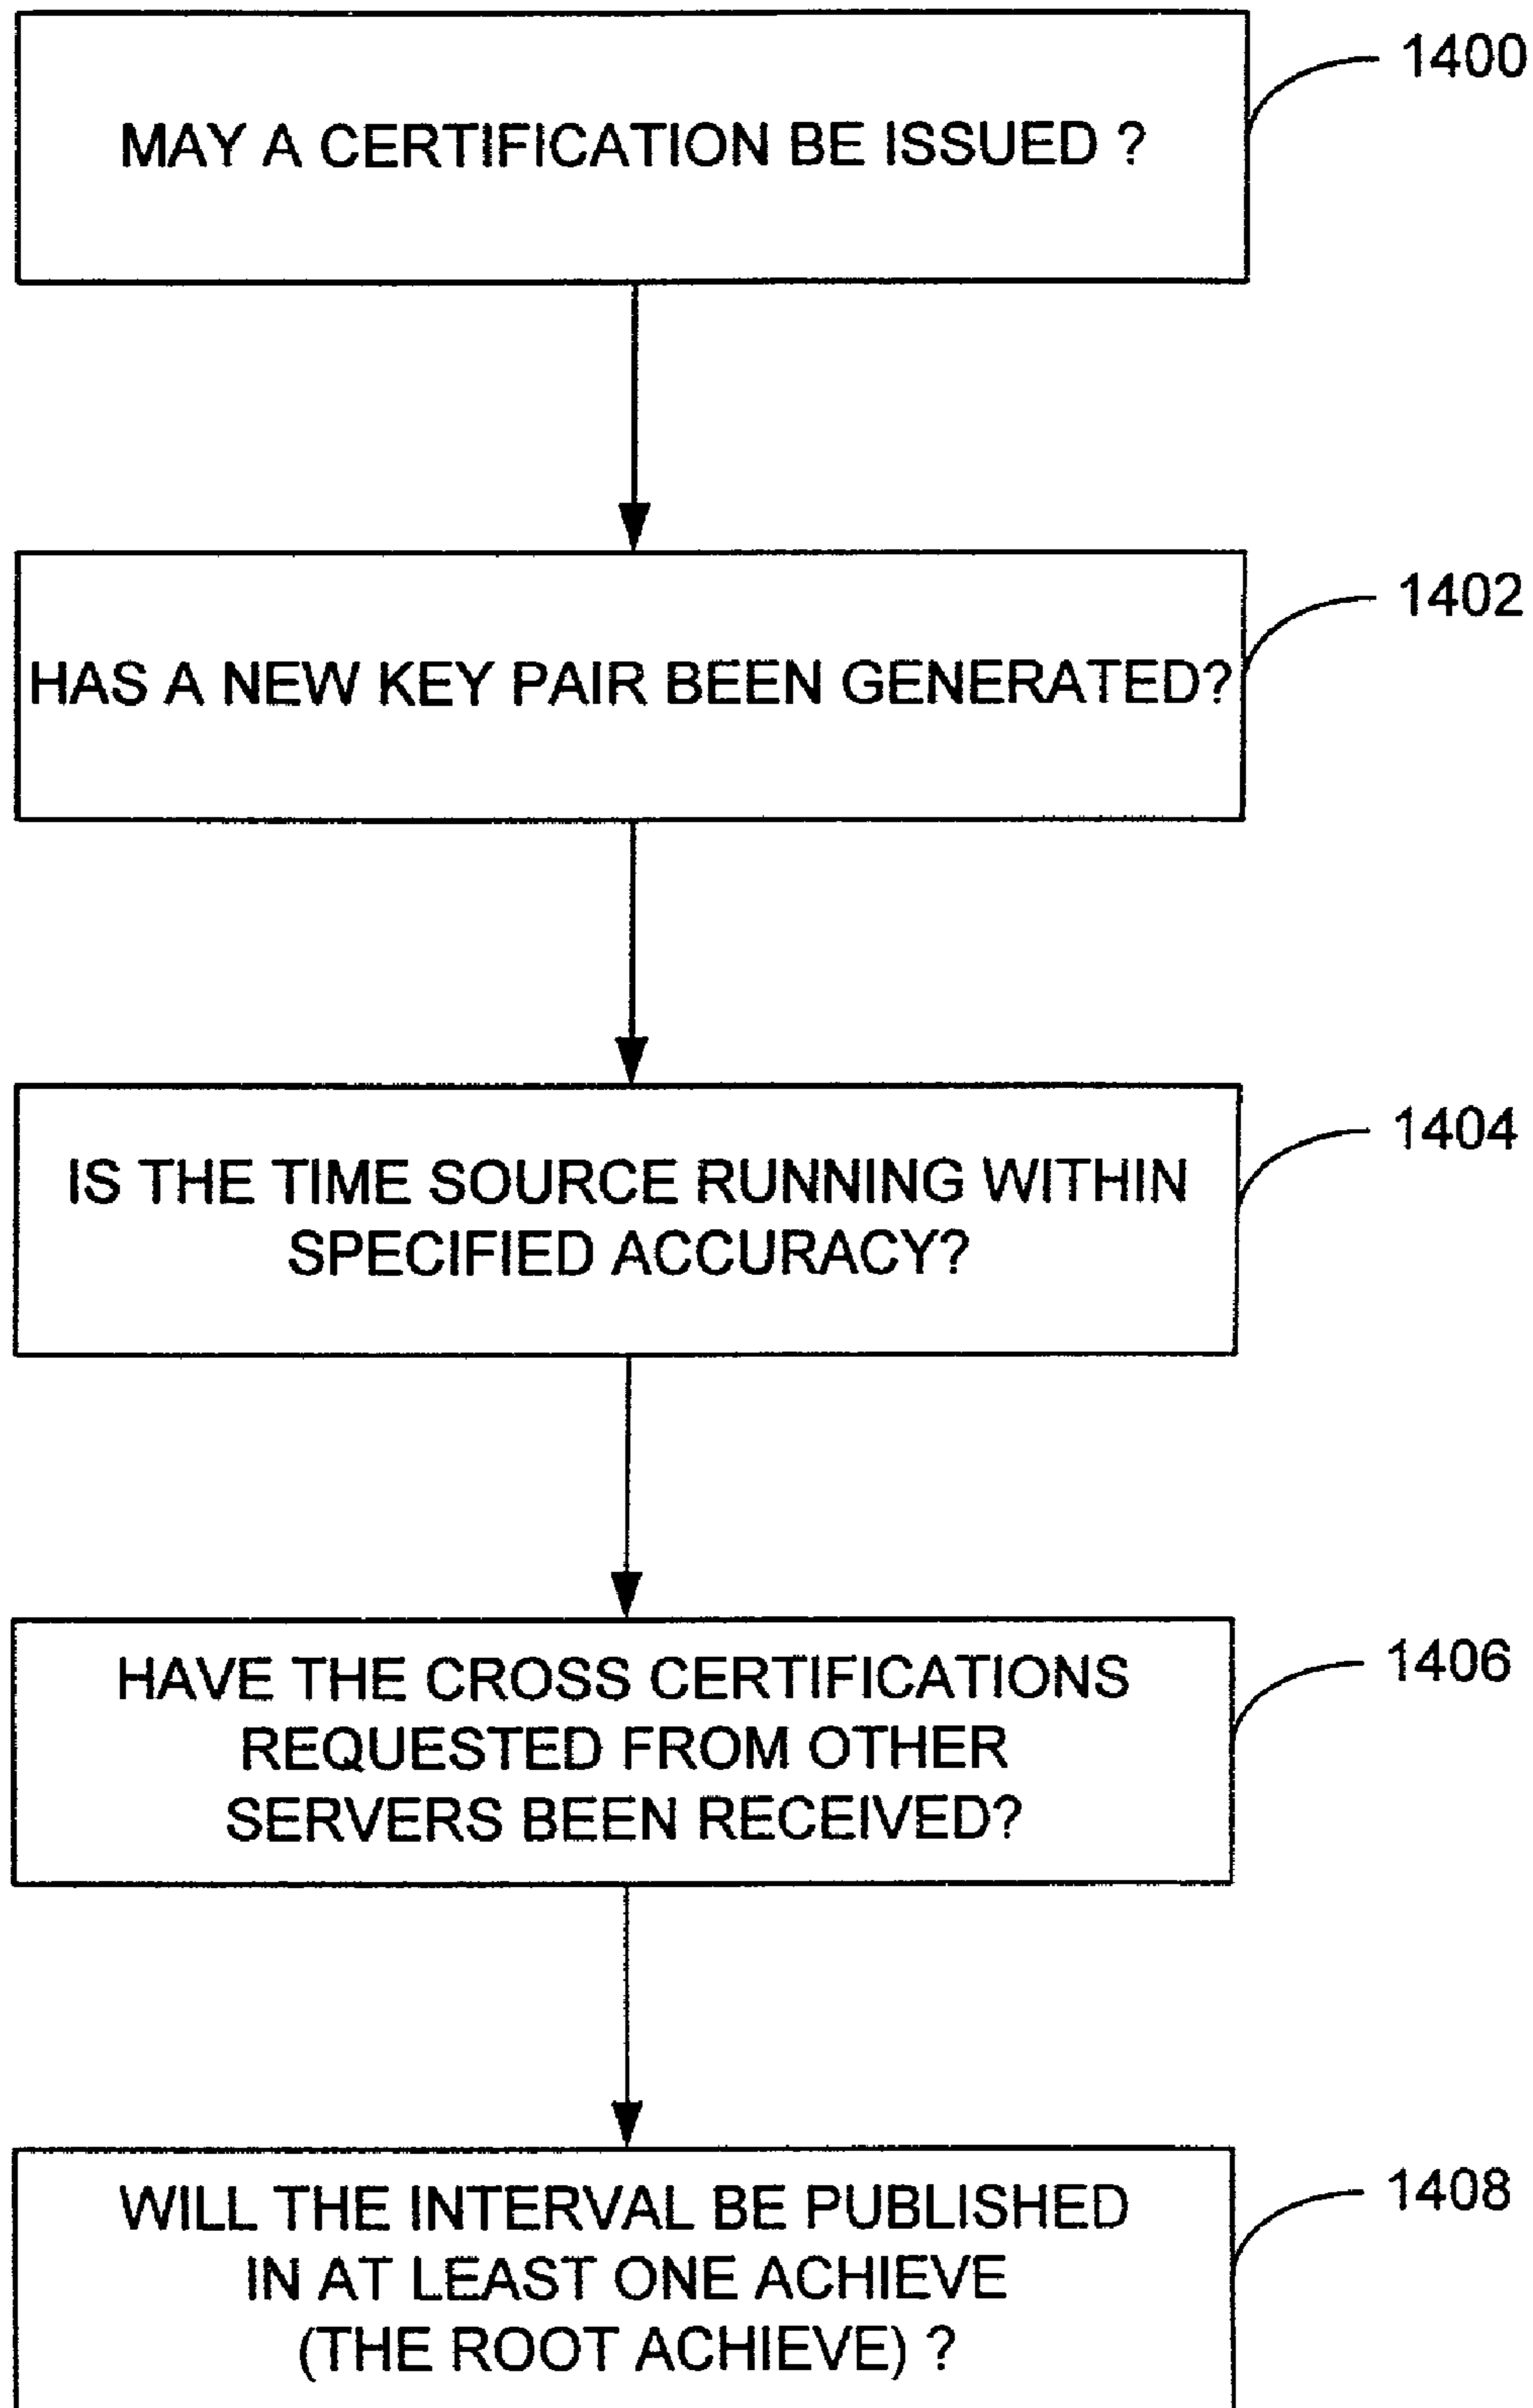 MAY A CERTIFICATION BE ISSUED ?
1400
HAS A NEW KEY PAIR BEEN GENERATED?
1402
IS THE TIME SOURCE RUNNING WITHIN
SPECIFIED ACCURACY?
1404
HAVE THE CROSS CERTIFICATIONS
REQUESTED FROM OTHER
SERVERS BEEN RECEIVED?
1406
WILL THE INTERVAL BE PUBLISHED
IN AT LEAST ONE ACHIEVE
(THE ROOT ACHIEVE) ?
1408